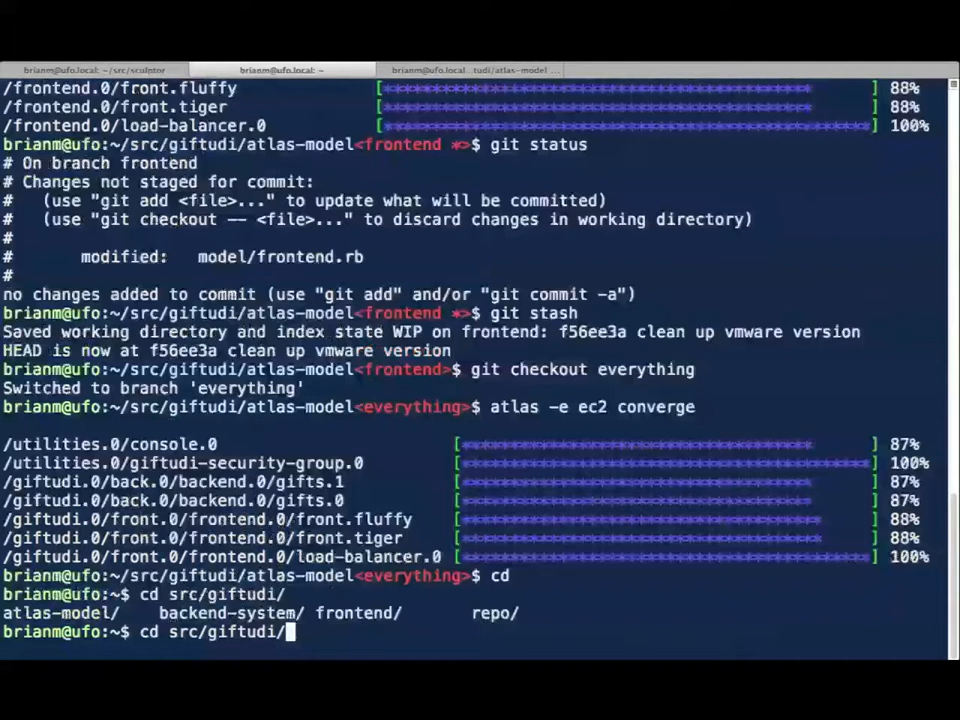 brianm@ufo.local: ~/src/sculptor    brianm@ufo.local: ~    brianm@ufo.local: ...tudi/atlas-model ...
/frontend.0/front.fluffy [******************************************** ] 88%
/frontend.0/front.tiger [******************************************** ] 88%
/frontend.0/load-balancer.0 [**************************************************] 100%
brianm@ufo:~/src/giftudi/atlas-model<frontend *>$ git status
# On branch frontend
# Changes not staged for commit:
#   (use "git add <file>..." to update what will be committed)
#   (use "git checkout -- <file>..." to discard changes in working directory)
#
#       modified:   model/frontend.rb
#
no changes added to commit (use "git add" and/or "git commit -a")
brianm@ufo:~/src/giftudi/atlas-model<frontend *>$ git stash
Saved working directory and index state WIP on frontend: f56ee3a clean up vmware version
HEAD is now at f56ee3a clean up vmware version
brianm@ufo:~/src/giftudi/atlas-model<frontend>$ git checkout everything
Switched to branch 'everything'
brianm@ufo:~/src/giftudi/atlas-model<everything>$ atlas -e ec2 converge
/utilities.0/console.0 [************************************ ] 87%
/utilities.0/giftudi-security-group.0 [******************************************] 100%
/giftudi.0/back.0/backend.0/gifts.1 [************************************ ] 87%
/giftudi.0/back.0/backend.0/gifts.0 [************************************ ] 87%
/giftudi.0/front.0/frontend.0/front.fluffy [************************************* ] 88%
/giftudi.0/front.0/frontend.0/front.tiger [************************************* ] 88%
/giftudi.0/front.0/frontend.0/load-balancer.0 [******************************************] 100%
brianm@ufo:~/src/giftudi/atlas-model<everything>$ cd
brianm@ufo:~$ cd src/giftudi/
atlas-model/    backend-system/ frontend/       repo/
brianm@ufo:~$ cd src/giftudi/